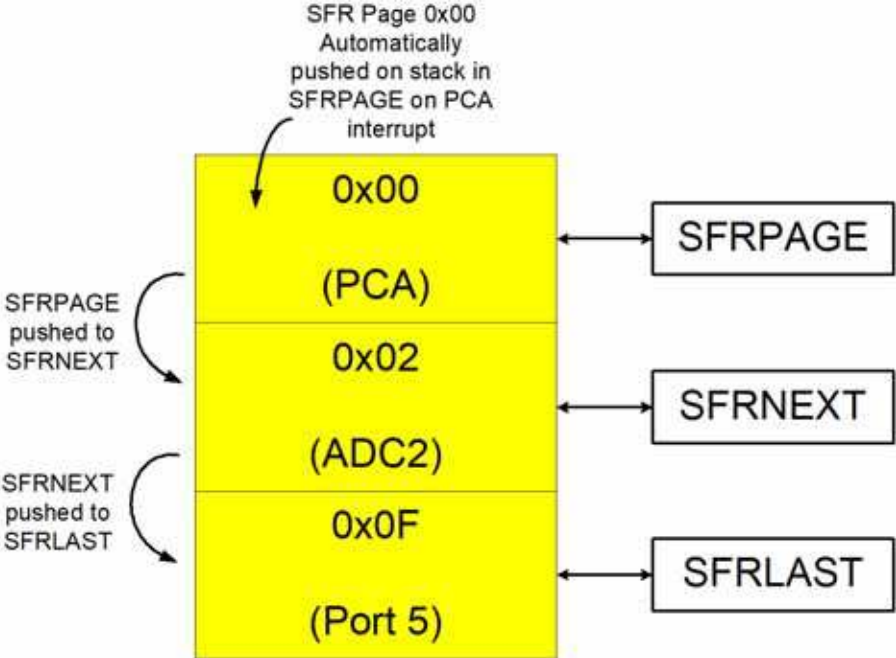 SFR Page 0x00
Automatically
pushed on stack in
SFRPAGE on PCA
interrupt
0x00
(PCA)
SFRPAGE
SFRPAGE
pushed to
SFRNEXT
0x02
(ADC2)
SFRNEXT
SFRNEXT
pushed to
SFRLAST
0x0F
(Port 5)
SFRLAST